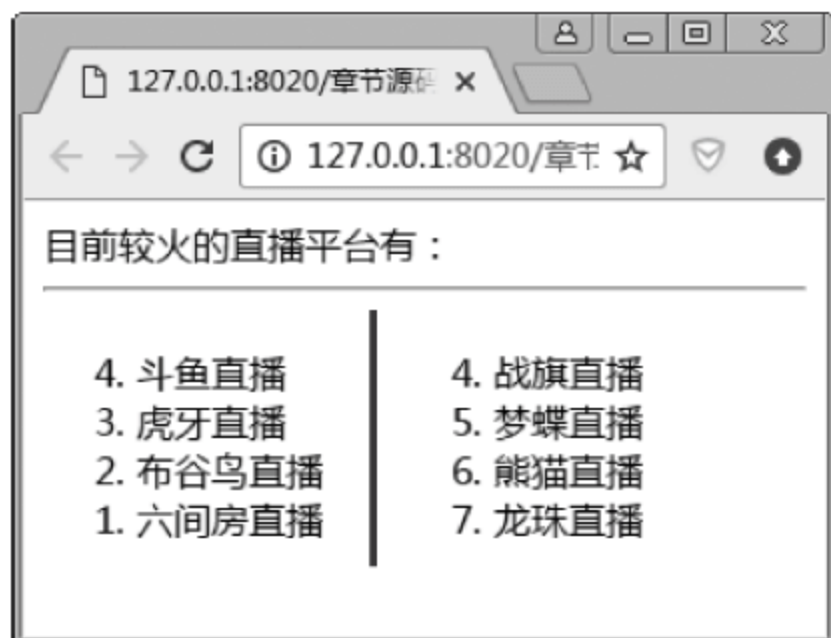 127.0.0.1:8020/章节源码
127.0.0.1:8020/章节
目前较火的直播平台有：
4. 斗鱼直播
3. 虎牙直播
2. 布谷鸟直播
1. 六间房直播
4. 战旗直播
5. 梦蝶直播
6. 熊猫直播
7. 龙珠直播